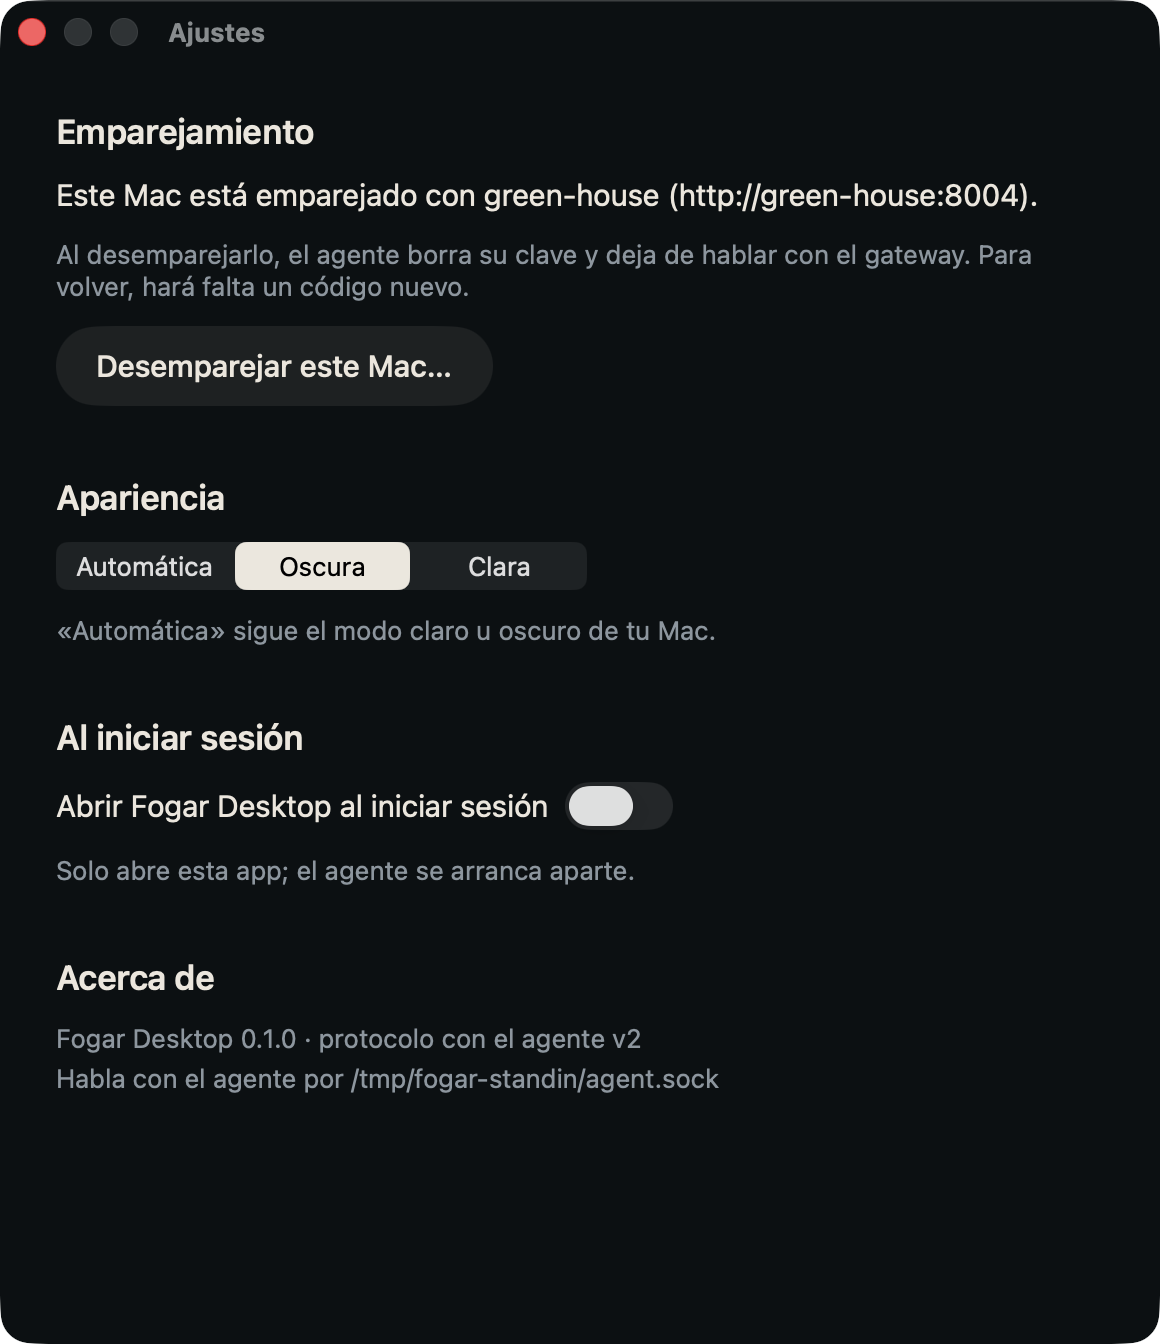 Ajustes
Emparejamiento
Este Mac está emparejado con green-house (http://green-house:8004).
Al desemparejarlo, el agente borra su clave y deja de hablar con el gateway. Para
volver, hará falta un código nuevo.
Desemparejar este Mac...
Apariencia
Automática Oscura Clara
«Automática» sigue el modo claro u oscuro de tu Mac.
Al iniciar sesión
Abrir Fogar Desktop al iniciar sesión
Solo abre esta app; el agente se arranca aparte.
Acerca de
Fogar Desktop 0.1.0 · protocolo con el agente v2
Habla con el agente por /tmp/fogar-standin/agent.sock